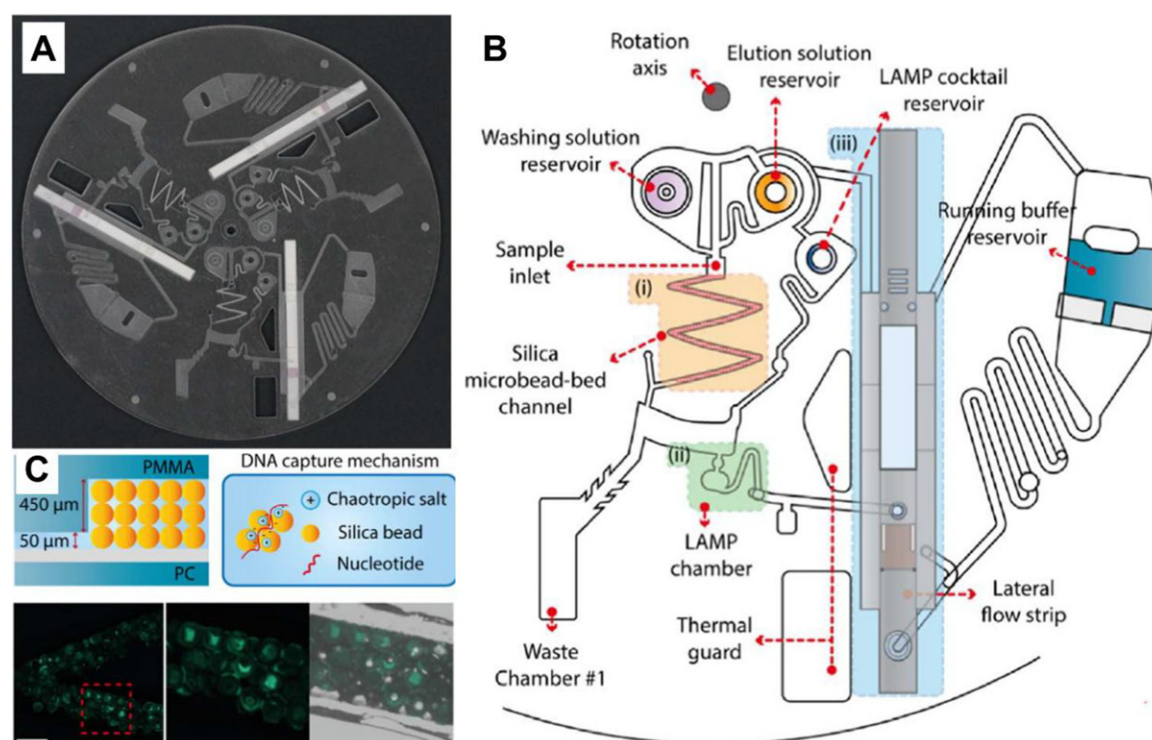 A
B
Rotation
axis
Elution solution
reservoir
LAMP cocktail
reservoir
Washing solution
reservoir
(iii)
Running buffer
reservoir
Sample
inlet
(i)
Silica
microbead-bed
channel
(ii)
LAMP
chamber
Thermal
guard
Lateral
flow strip
Waste
Chamber #1
C
PMMA
450 μm
50 μm
PC
DNA capture mechanism
+ Chaotropic salt
Silica bead
Nucleotide